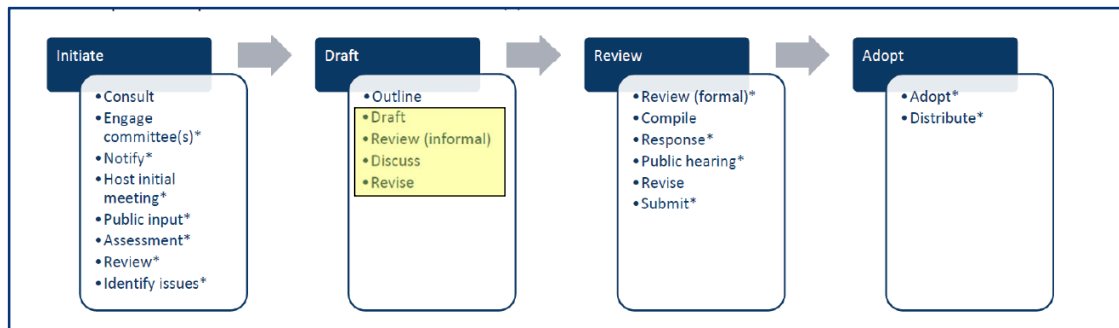 Initiate
• Consult
• Engage
committee(s)*
• Notify*
• Host initial
meeting*
• Public input*
• Assessment*
• Review*
• Identify issues*
Draft
• Outline
• Draft
• Review (informal)
• Discuss
• Revise
Review
• Review (formal)*
• Compile
• Response*
• Public hearing*
• Revise
• Submit*
Adopt
• Adopt*
• Distribute*